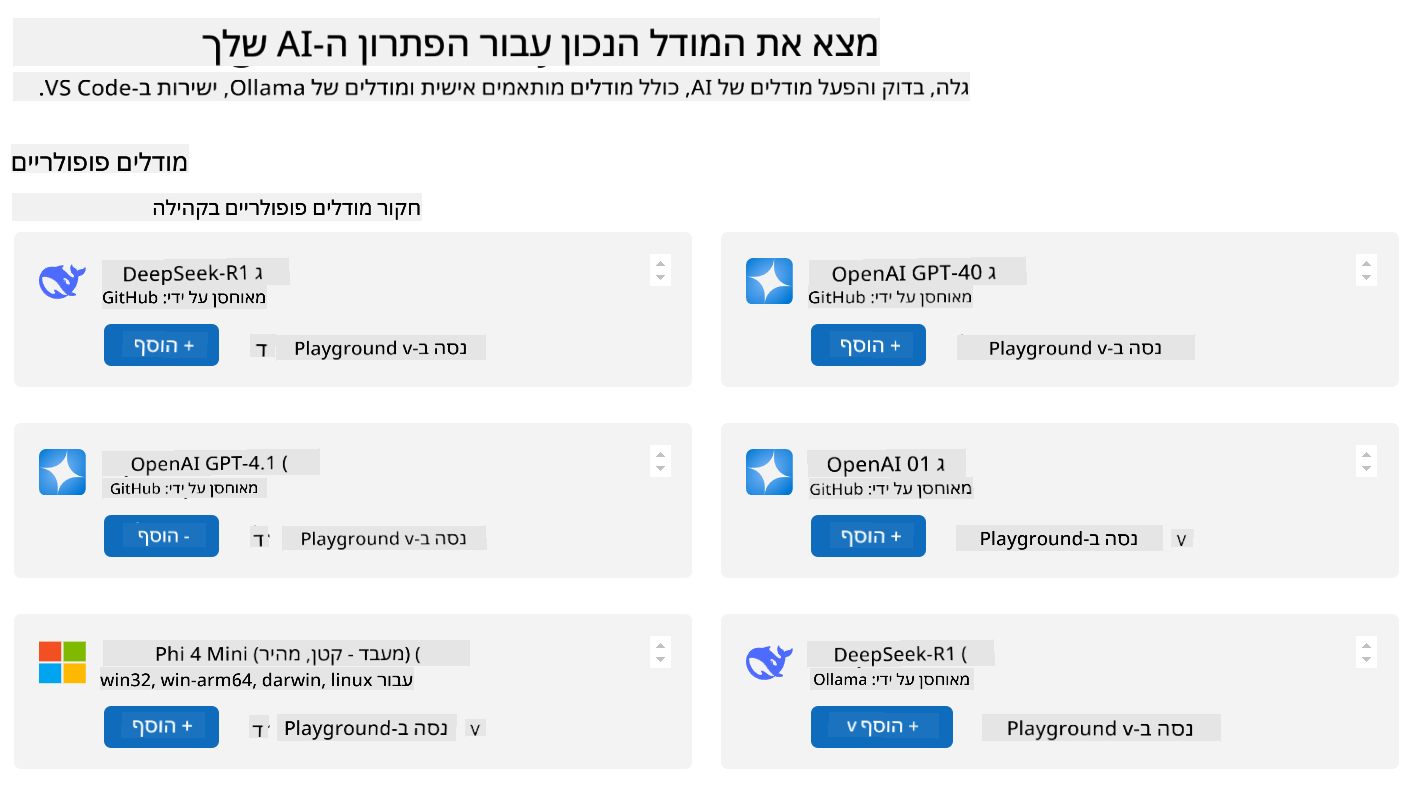 מצא את המודל הנכון עבור הפתרון ה-AI שלך
גלה, בדוק והפעל מודלים של AI, כולל מודלים מותאמים אישית ומודלים של Ollama, ישירות ב-VS Code.
מודלים פופולריים
חקור מודלים פופולריים בקהילה
DeepSeek-R1 ג
מאוחסן על ידי: GitHub
+ הוסף
ד
נסה ב-Playground v
OpenAI GPT-40 ג
מאוחסן על ידי: GitHub
+ הוסף
נסה ב-Playground v
OpenAI GPT-4.1 (
מאוחסן על ידי: GitHub
- הוסף
ד
נסה ב-Playground v
OpenAI 01 ג
מאוחסן על ידי: GitHub
+ הוסף
נסה ב-Playground
v
Phi 4 Mini (מעבד - קטן, מהיר) (
עבור win32, win-arm64, darwin, linux
+ הוסף
ד
נסה ב-Playground
v
DeepSeek-R1 (
מאוחסן על ידי: Ollama
+ הוסף v
נסה ב-Playground v